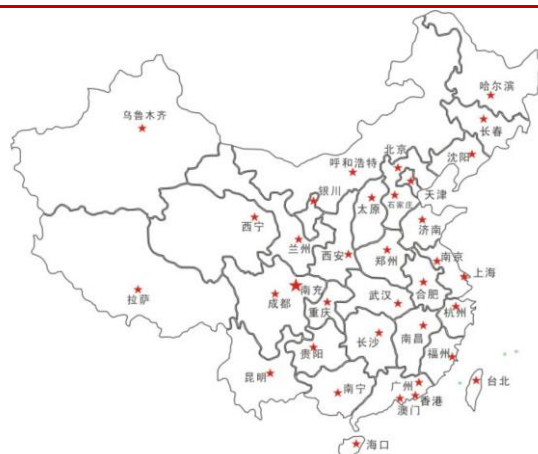 哈尔滨
乌鲁木齐
长春
沈阳
北京
呼和浩特
天津
银川
太原
石家庄
西宁
济南
兰州
西安
郑州
南京
上海
拉萨
成都
南充
重庆
武汉
合肥
杭州
长沙
南昌
贵阳
福州
昆明
南宁
广州
台北
香港
澳门
海口